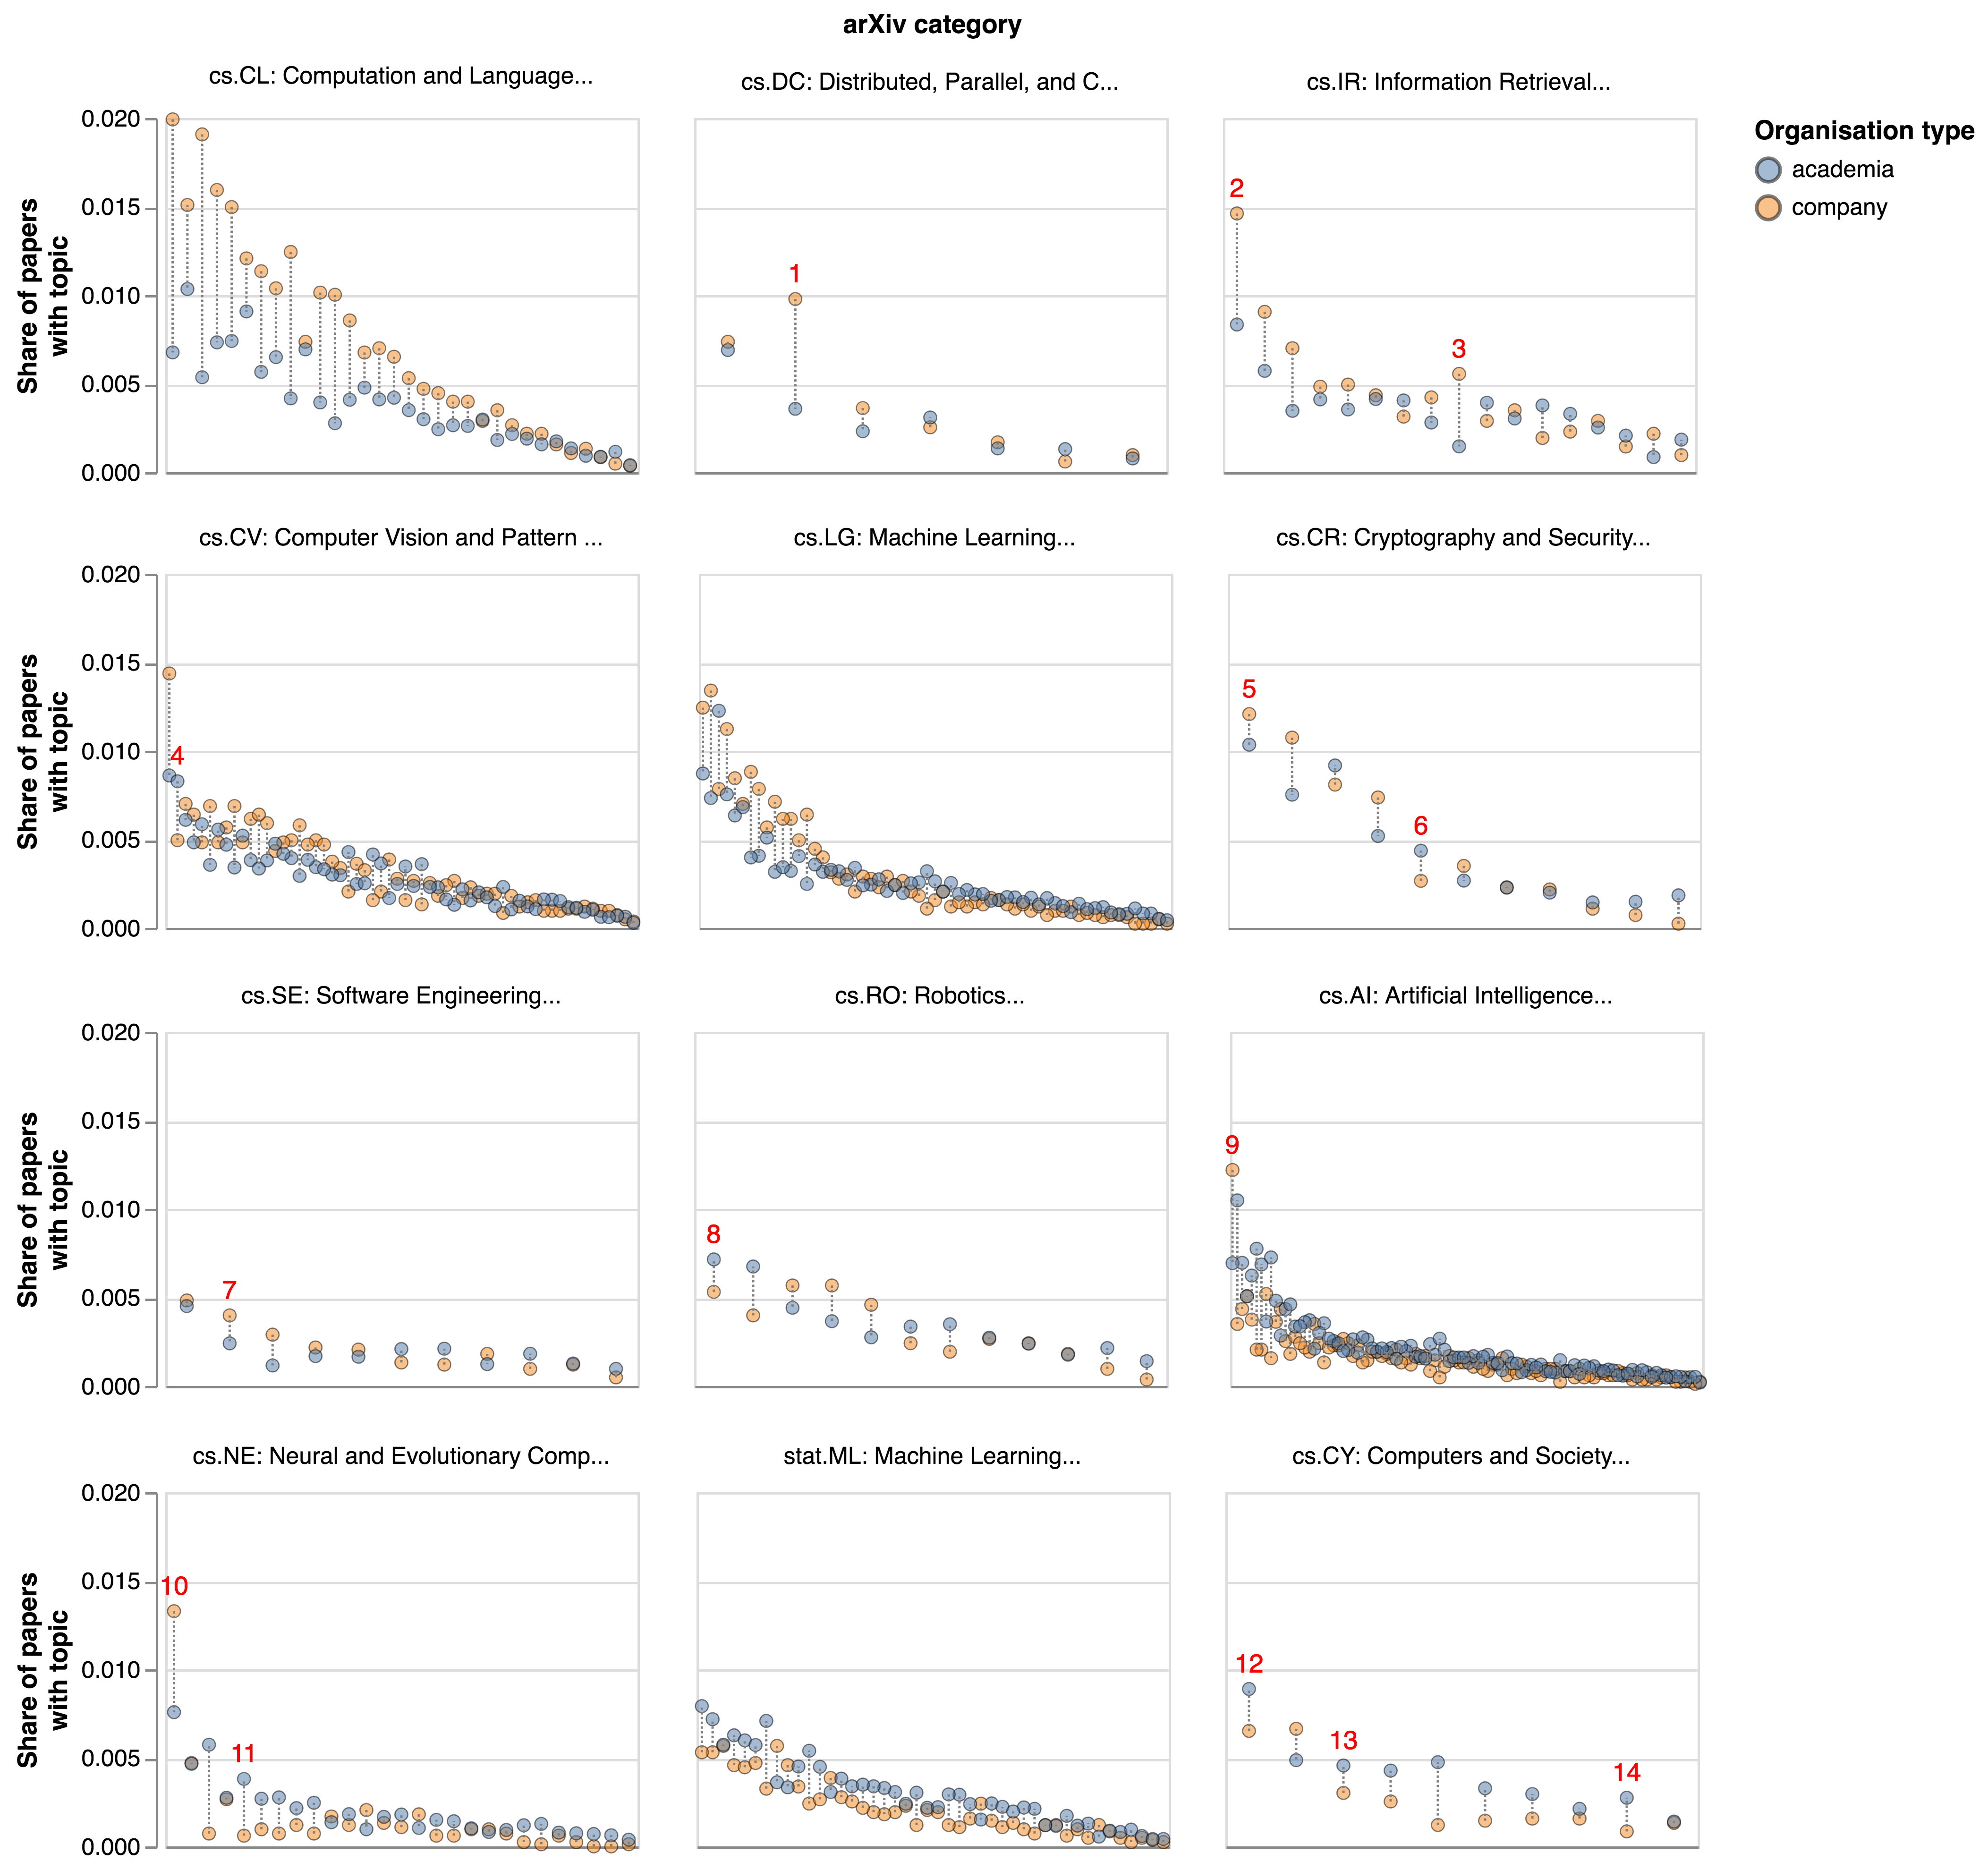 arXiv category
cs.CL: Computation and Language...
cs.DC: Distributed, Parallel, and C...
cs.IR: Information Retrieval...
Organisation type
academia
company
Share of papers
with topic
0.020
0.015
0.010
0.005
0.000
1
2
3
cs.CV: Computer Vision and Pattern ...
cs.LG: Machine Learning...
cs.CR: Cryptography and Security...
Share of papers
with topic
0.020
0.015
0.010
0.005
0.000
4
5
6
cs.SE: Software Engineering...
cs.RO: Robotics...
cs.AI: Artificial Intelligence...
Share of papers
with topic
0.020
0.015
0.010
0.005
0.000
7
8
9
cs.NE: Neural and Evolutionary Comp...
stat.ML: Machine Learning...
cs.CY: Computers and Society...
Share of papers
with topic
0.020
0.015
0.010
0.005
0.000
10
11
12
13
14